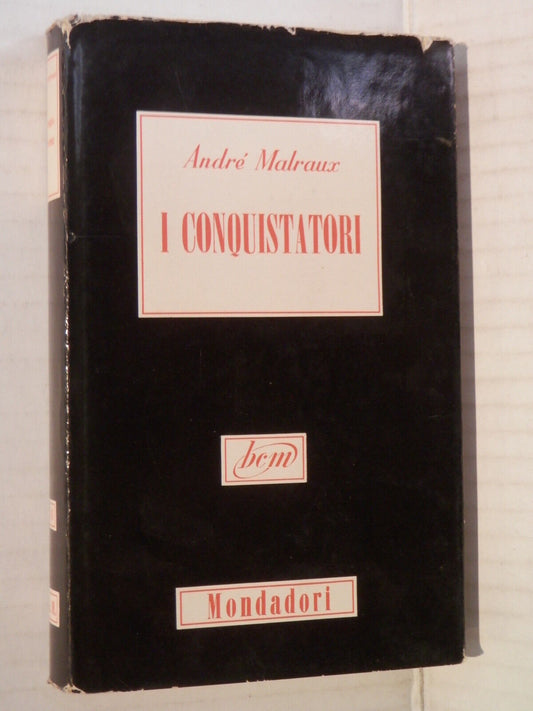 André Malraux
I CONQUISTATORI
bcm
Mondadori